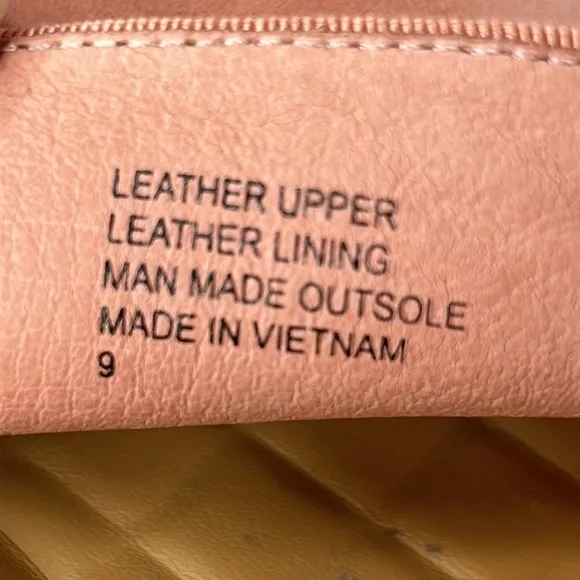 LEATHER UPPER
LEATHER LINING
MAN MADE OUTSOLE
MADE IN VIETNAM
9